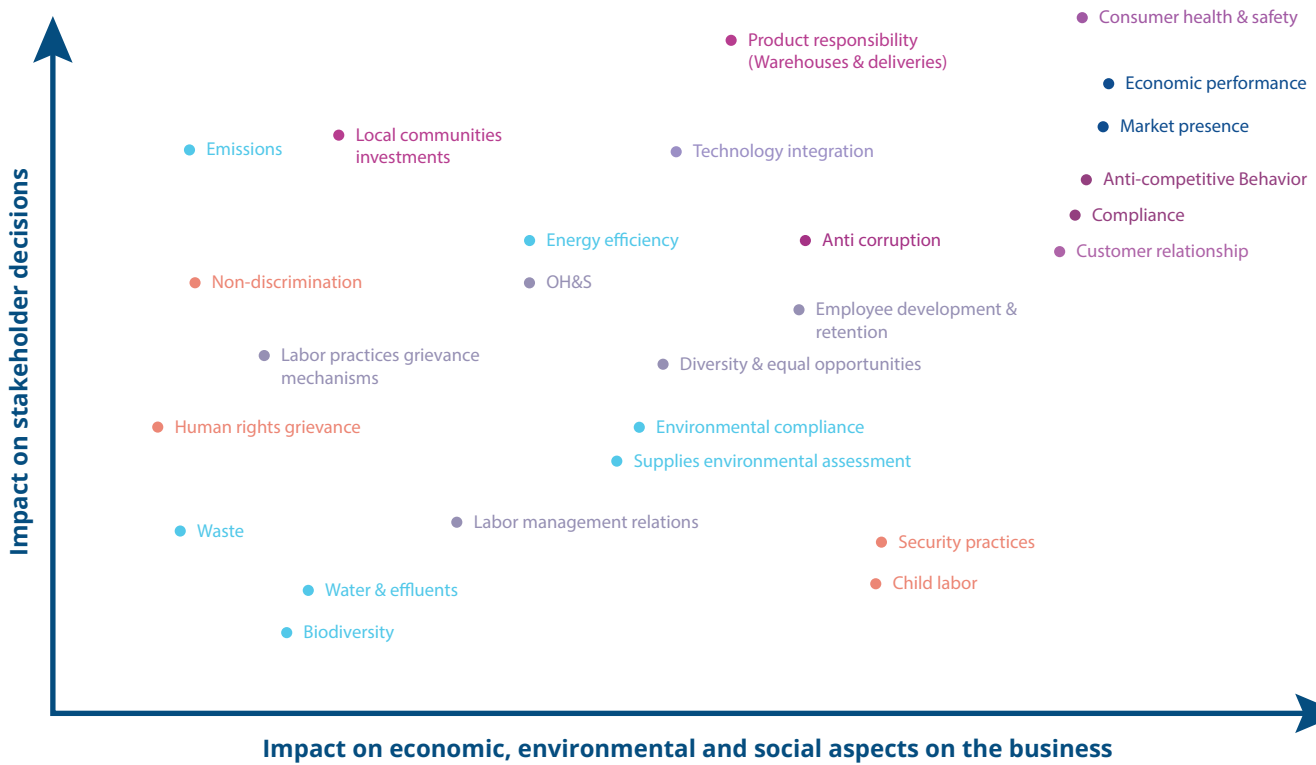 Consumer health & safety
Product responsibility
(Warehouses & deliveries)
Economic performance
Market presence
Local communities
investments
Emissions
Technology integration
Anti-competitive Behavior
Compliance
Energy efficiency
Anti corruption
Customer relationship
Non-discrimination
OH&S
Employee development &
retention
Labor practices grievance
mechanisms
Diversity & equal opportunities
Human rights grievance
Environmental compliance
Supplies environmental assessment
Labor management relations
Waste
Security practices
Child labor
Water & effluents
Biodiversity
Impact on stakeholder decisions
Impact on economic, environmental and social aspects on the business